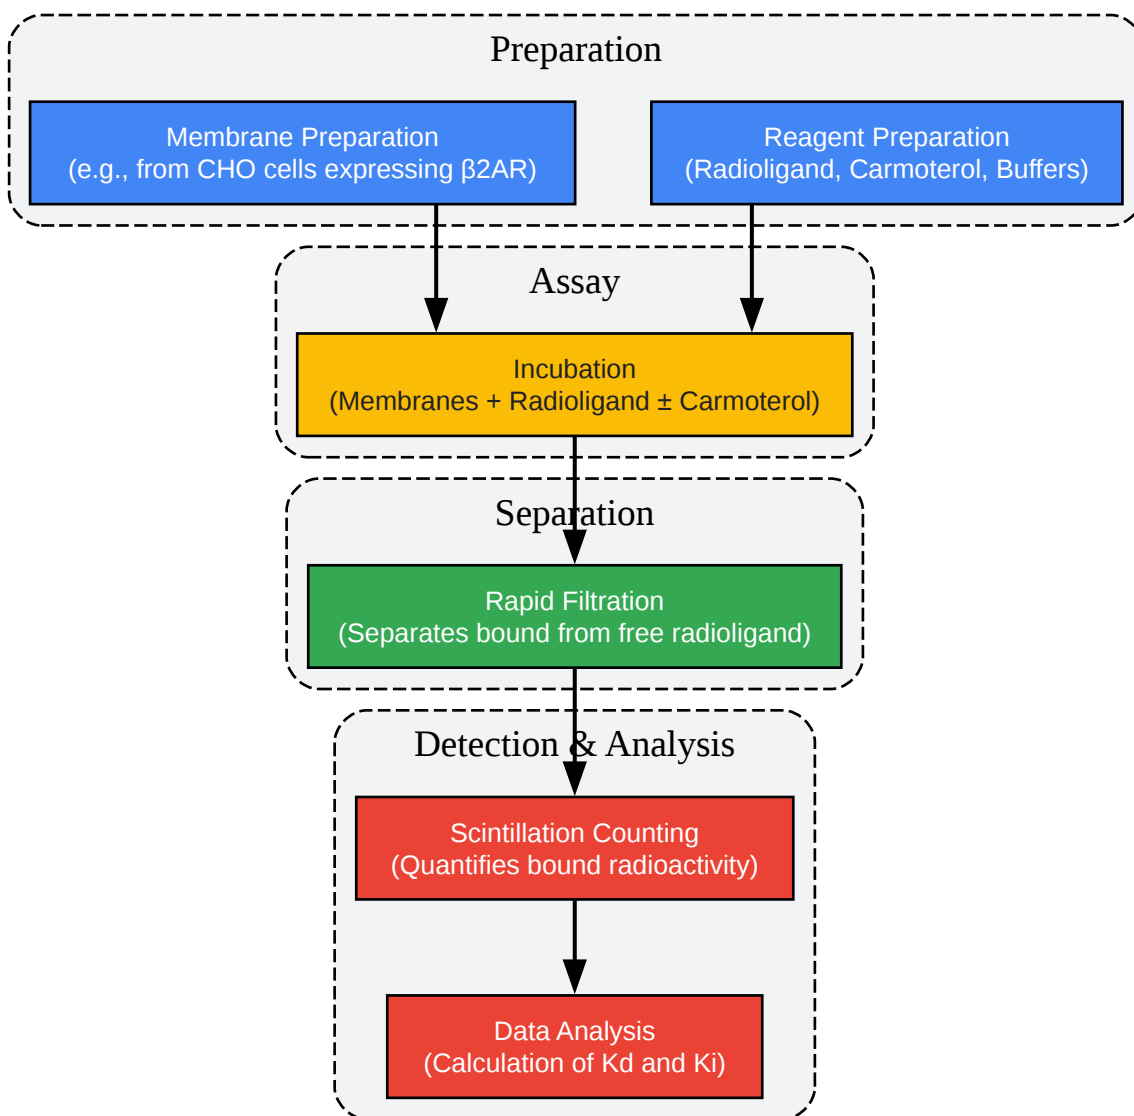 Preparation
Membrane Preparation
(e.g., from CHO cells expressing β2AR)
Reagent Preparation
(Radioligand, Carmoterol, Buffers)
Assay
Incubation
(Membranes + Radioligand ± Carmoterol)
Separation
Rapid Filtration
(Separates bound from free radioligand)
Detection & Analysis
Scintillation Counting
(Quantifies bound radioactivity)
Data Analysis
(Calculation of Kd and Ki)